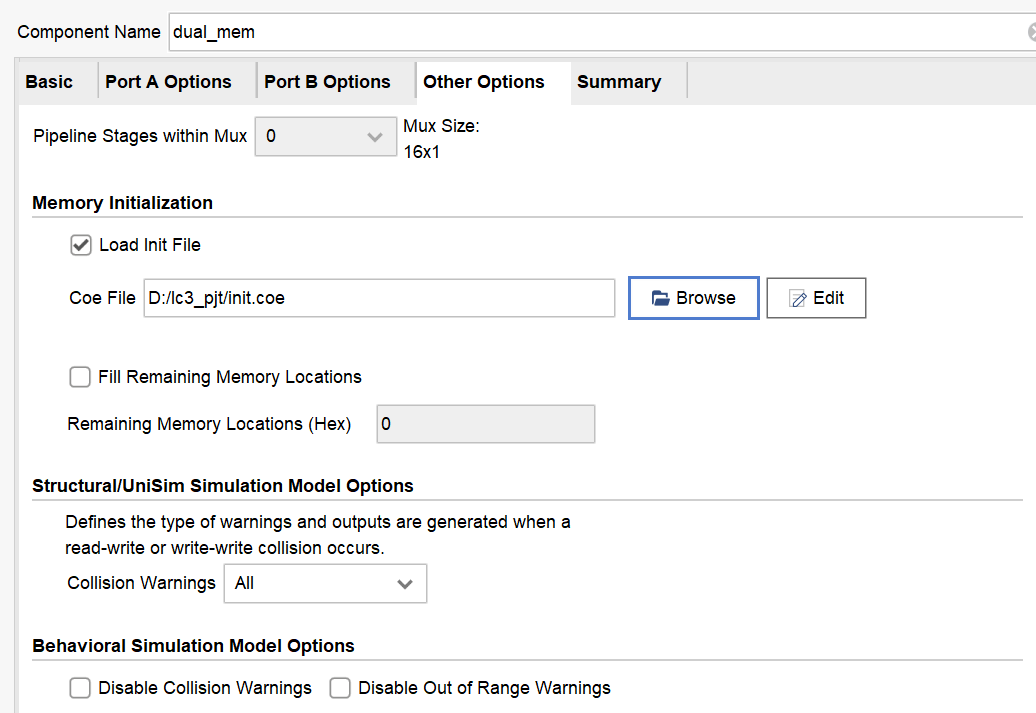 Component Name dual_mem
Basic Port A Options Port B Options Other Options Summary
Pipeline Stages within Mux 0 Mux Size:
16x1
Memory Initialization
Load Init File
Coe File D:/lc3_pjt/init.coe Browse Edit
Fill Remaining Memory Locations
Remaining Memory Locations (Hex) 0
Structural/UniSim Simulation Model Options
Defines the type of warnings and outputs are generated when a
read-write or write-write collision occurs.
Collision Warnings All
Behavioral Simulation Model Options
Disable Collision Warnings Disable Out of Range Warnings